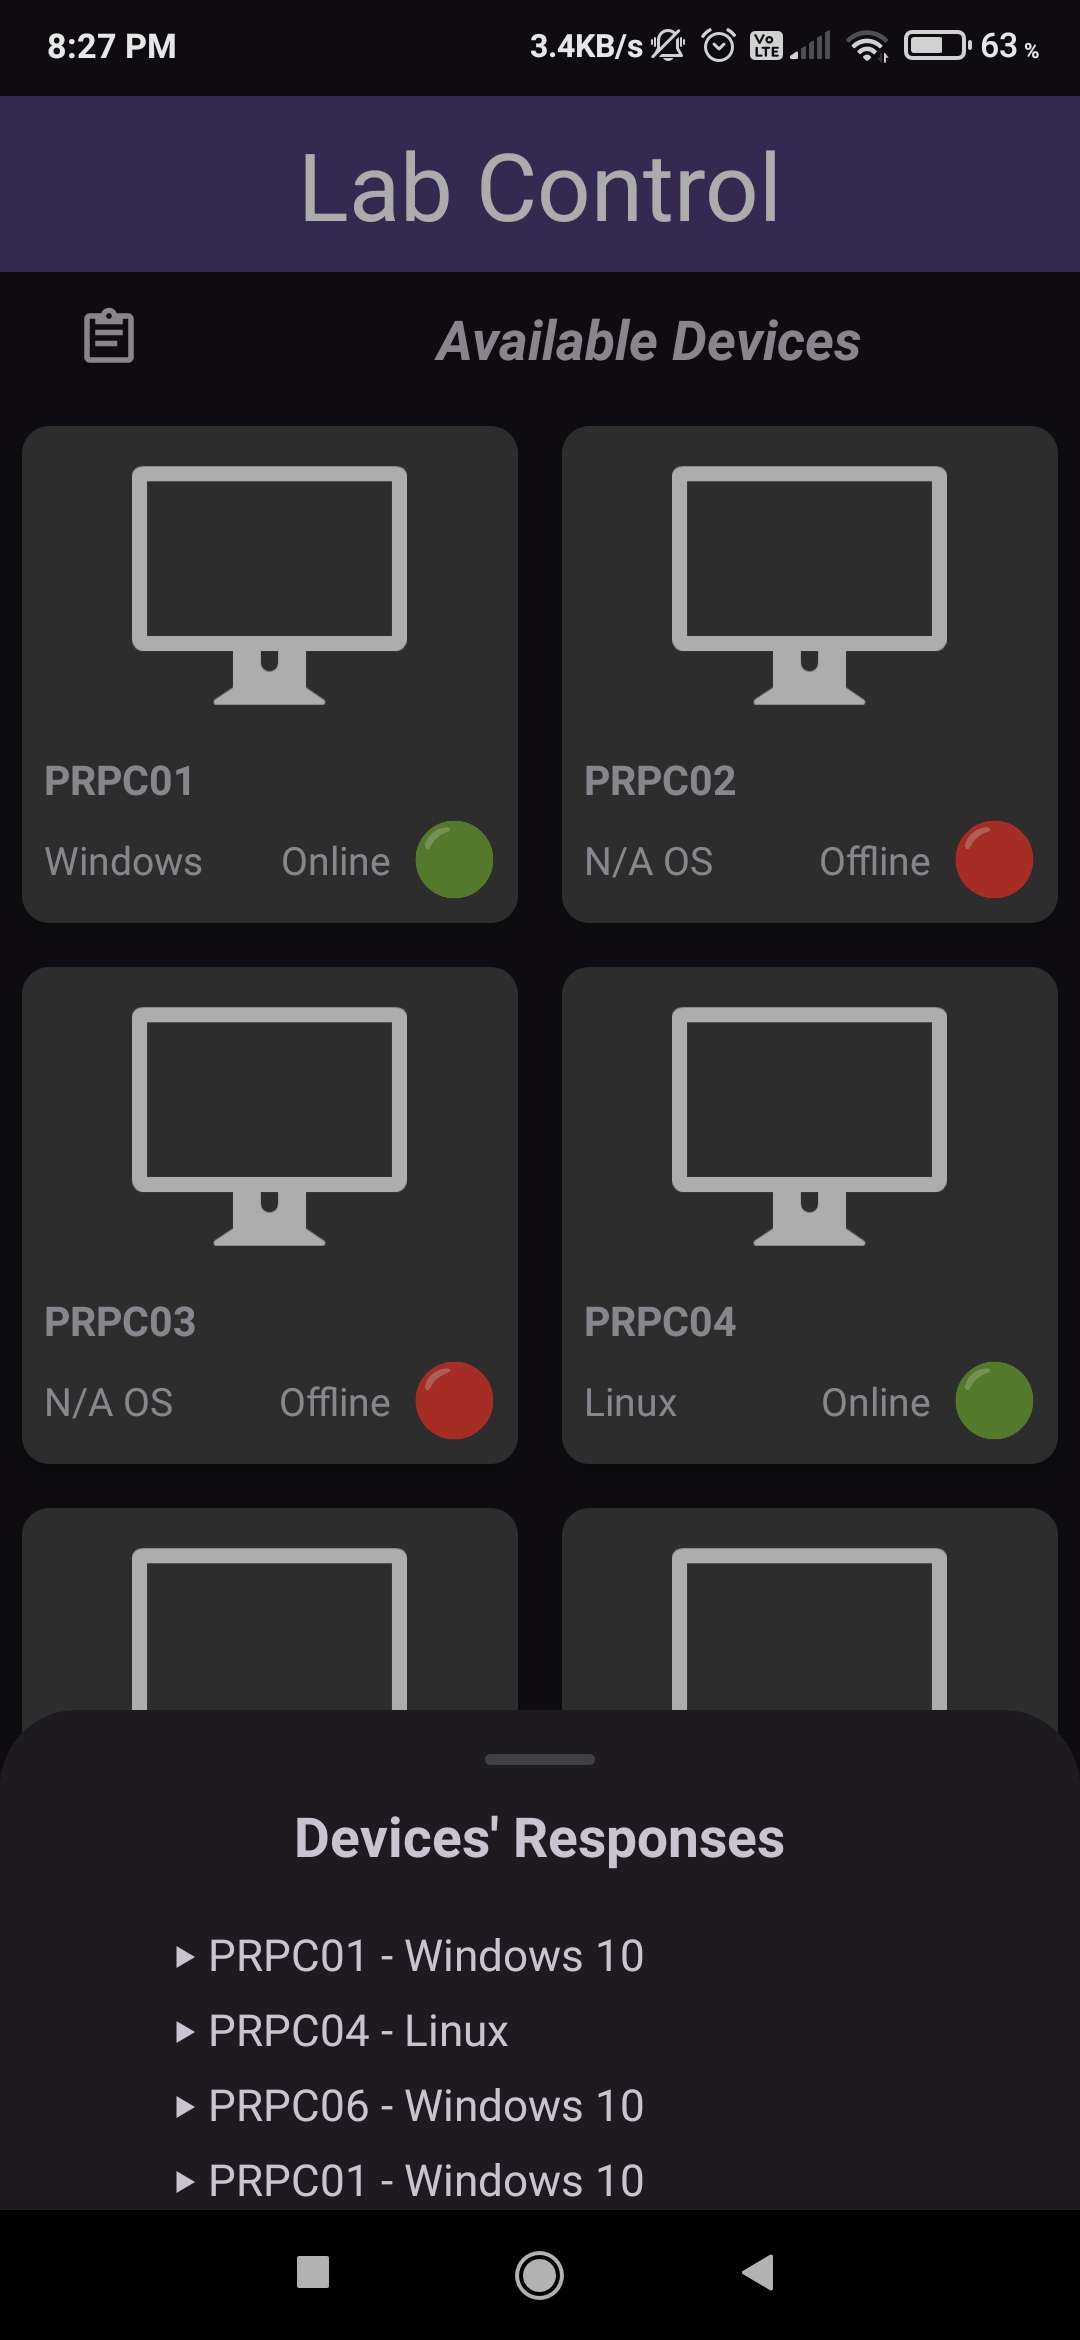 8:27 PM 3.4KB/s Vo LTE 63 %
Lab Control
Available Devices
PRPC01
Windows Online
PRPC02
N/A OS Offline
PRPC03
N/A OS Offline
PRPC04
Linux Online
Devices' Responses
▶ PRPC01 - Windows 10
▶ PRPC04 - Linux
▶ PRPC06 - Windows 10
▶ PRPC01 - Windows 10